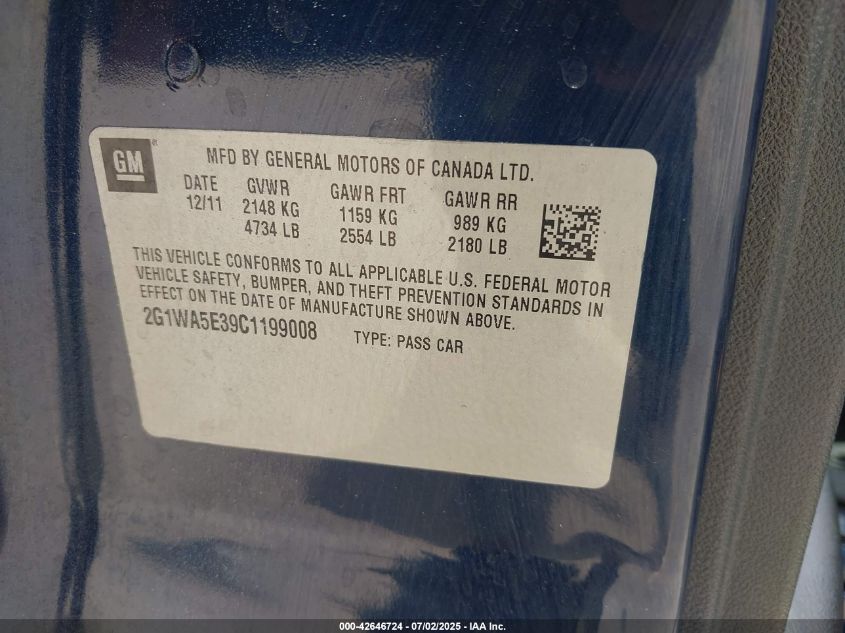 GM ®
MFD BY GENERAL MOTORS OF CANADA LTD.
DATE GVWR GAWR FRT GAWR RR
12/11 2148 KG 1159 KG 989 KG
4734 LB 2554 LB 2180 LB
THIS VEHICLE CONFORMS TO ALL APPLICABLE U.S. FEDERAL MOTOR
VEHICLE SAFETY, BUMPER, AND THEFT PREVENTION STANDARDS IN
EFFECT ON THE DATE OF MANUFACTURE SHOWN ABOVE.
2G1WA5E39C1199008 TYPE: PASS CAR
000-42646724 - 07/02/2025 - IAA Inc.